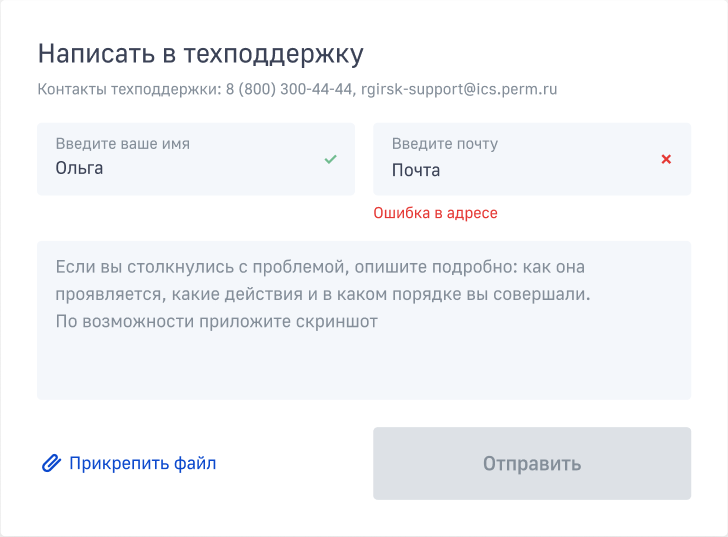 Написать в техподдержку
Контакты техподдержки: 8 (800) 300-44-44, rgirsk-support@ics.perm.ru
Введите ваше имя
Ольга
Введите почту
Почта
Ошибка в адресе
Если вы столкнулись с проблемой, опишите подробно: как она
проявляется, какие действия и в каком порядке вы совершали.
По возможности приложите скриншот
Прикрепить файл
Отправить